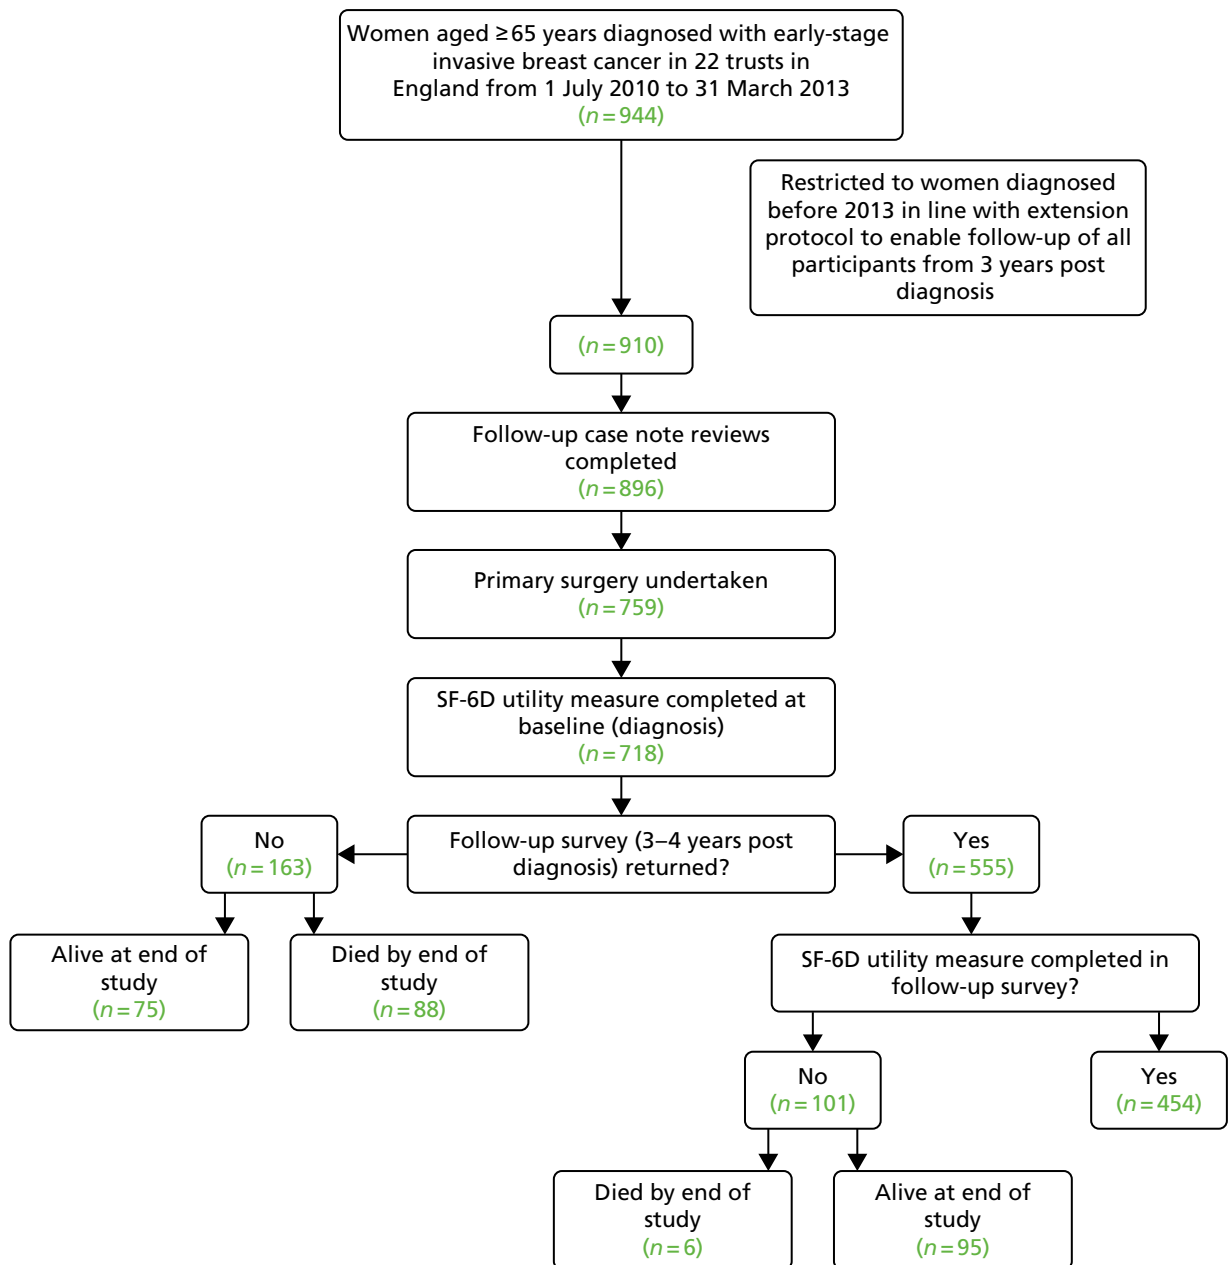 Women aged ≥65 years diagnosed with early-stage
invasive breast cancer in 22 trusts in
England from 1 July 2010 to 31 March 2013
(n=944)
Restricted to women diagnosed
before 2013 in line with extension
protocol to enable follow-up of all
participants from 3 years post
diagnosis
(n=910)
Follow-up case note reviews
completed
(n=896)
Primary surgery undertaken
(n=759)
SF-6D utility measure completed at
baseline (diagnosis)
(n=718)
Follow-up survey (3–4 years post
diagnosis) returned?
No
(n=163)
Yes
(n=555)
Alive at end of
study
(n=75)
Died by end of
study
(n=88)
SF-6D utility measure completed in
follow-up survey?
No
(n=101)
Yes
(n=454)
Died by end of
study
(n=6)
Alive at end of
study
(n=95)